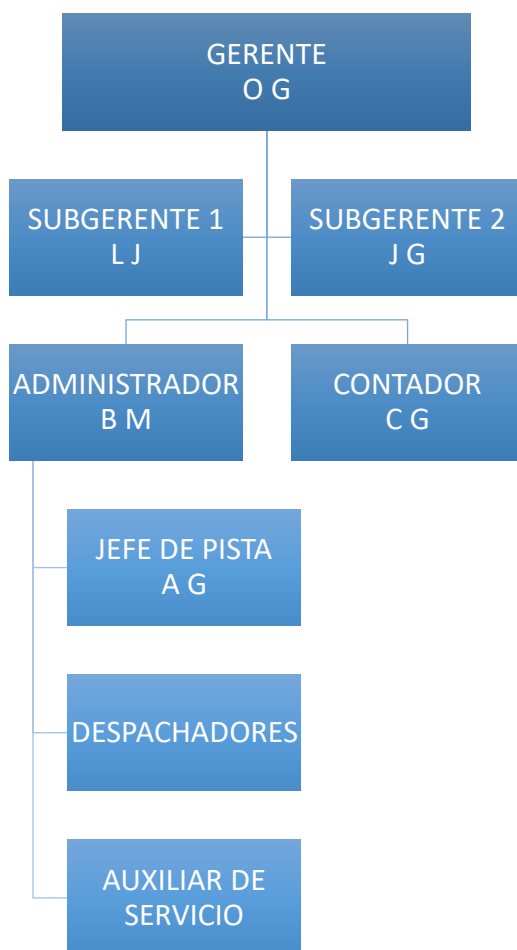 GERENTE
O G
SUBGERENTE 1
L J
SUBGERENTE 2
J G
ADMINISTRADOR
B M
CONTADOR
C G
JEFE DE PISTA
A G
DESPACHADORES
AUXILIAR DE
SERVICIO